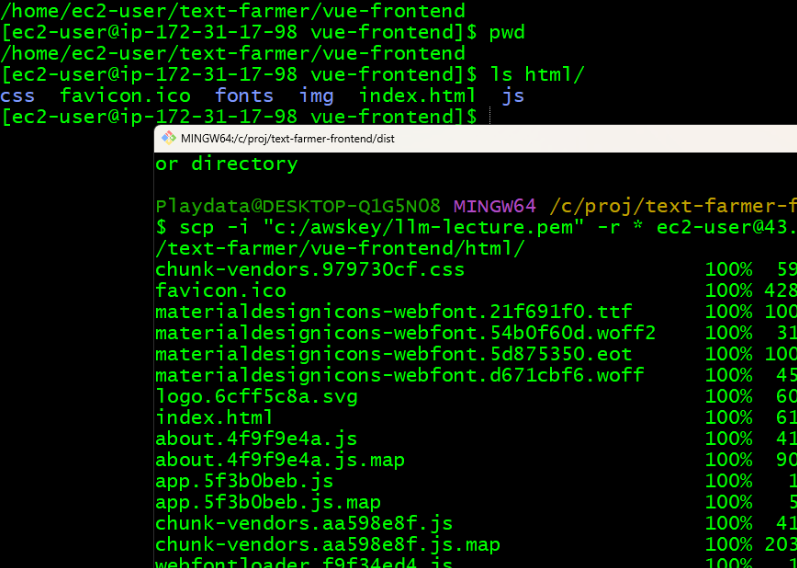 /home/ec2-user/text-farmer/vue-frontend
[ec2-user@ip-172-31-17-98 vue-frontend]$ pwd
/home/ec2-user/text-farmer/vue-frontend
[ec2-user@ip-172-31-17-98 vue-frontend]$ ls html/
css favicon.ico fonts img index.html js
[ec2-user@ip-172-31-17-98 vue-frontend]$
MINGW64:/c/proj/text-farmer-frontend/dist
or directory
Playdata@DESKTOP-Q1G5N08 MINGW64 /c/proj/text-farmer-f
$ scp -i "c:/awskey/llm-lecture.pem" -r * ec2-user@43.
/text-farmer/vue-frontend/html/
chunk-vendors.979730cf.css 100% 59
favicon.ico 100% 428
materialdesignicons-webfont.21f691f0.ttf 100% 100
materialdesignicons-webfont.54b0f60d.woff2 100% 31
materialdesignicons-webfont.5d875350.eot 100% 100
materialdesignicons-webfont.d671cbf6.woff 100% 45
logo.6cff5c8a.svg 100% 60
index.html 100% 61
about.4f9f9e4a.js 100% 41
about.4f9f9e4a.js.map 100% 90
app.5f3b0beb.js 100% 1
app.5f3b0beb.js.map 100% 5
chunk-vendors.aa598e8f.js 100% 41
chunk-vendors.aa598e8f.js.map 100% 203
webfontloader.f9f34ed4.js 100% 1